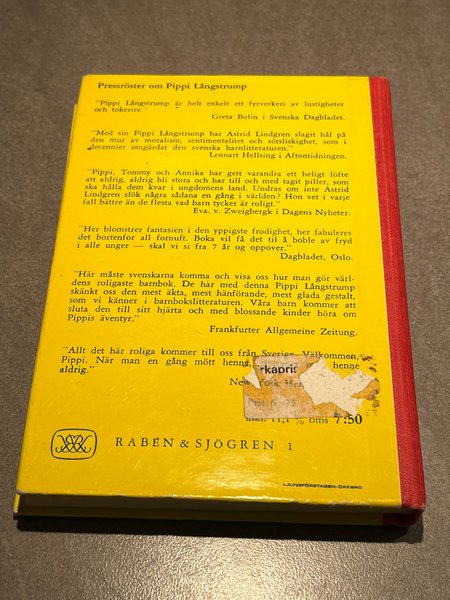 Pressröster om Pippi Långstrump
"Pippi Långstrump är helt enkelt ett fyrverkeri av lustigheter
och tokerier."
Greta Bolin i Svenska Dagbladet.
"Med sin Pippi Långstrump har Astrid Lindgren slagit hål på
den mur av moralism, sentimentalitet och sötsliskighet, som i
decennier omgärdat den svenska barnlitteraturen."
Lennart Hellsing i Aftontidningen.
"Pippi, Tommy och Annika har gett varandra ett heligt löfte
att aldrig, aldrig bli stora och har till och med tagit piller, som
ska hålla dem kvar i ungdomens land. Undras om inte Astrid
Lindgren slök några sådana en gång i världen? Hon vet i varje
fall bättre än de flesta vad barn tycker är roligt."
Eva. v. Zweigbergk i Dagens Nyheter.
"Her blomstrer fantasien i den yppigste frodighet, her fabuleres
det bortenfor all fornuft. Boka vil få det til å boble av fryd
i alle unger — skal vi si fra 7 år og oppover."
Dagbladet, Oslo.
"Här måste svenskarna komma och visa oss hur man gör värl-
dens roligaste barnbok. De har med denna Pippi Långstrump
skänkt oss den mest äkta, mest hänförande, mest glada gestalt,
som vi känner i barnbokslitteraturen. Våra barn kommer att
sluta den till sitt hjärta och med blossande kinder höra om
Pippis äventyr."
Frankfurter Allgemeine Zeitung.
"Allt det här roliga kommer till oss från Sverige. Välkommen,
Pippi. När man en gång mött henne, henne
aldrig."
New York Her
rkapris
inkl. 11,1 % oms 7:50
RABÉN & SJÖGREN 1
LJUNGFÖRETAGEN-ÖREBRO